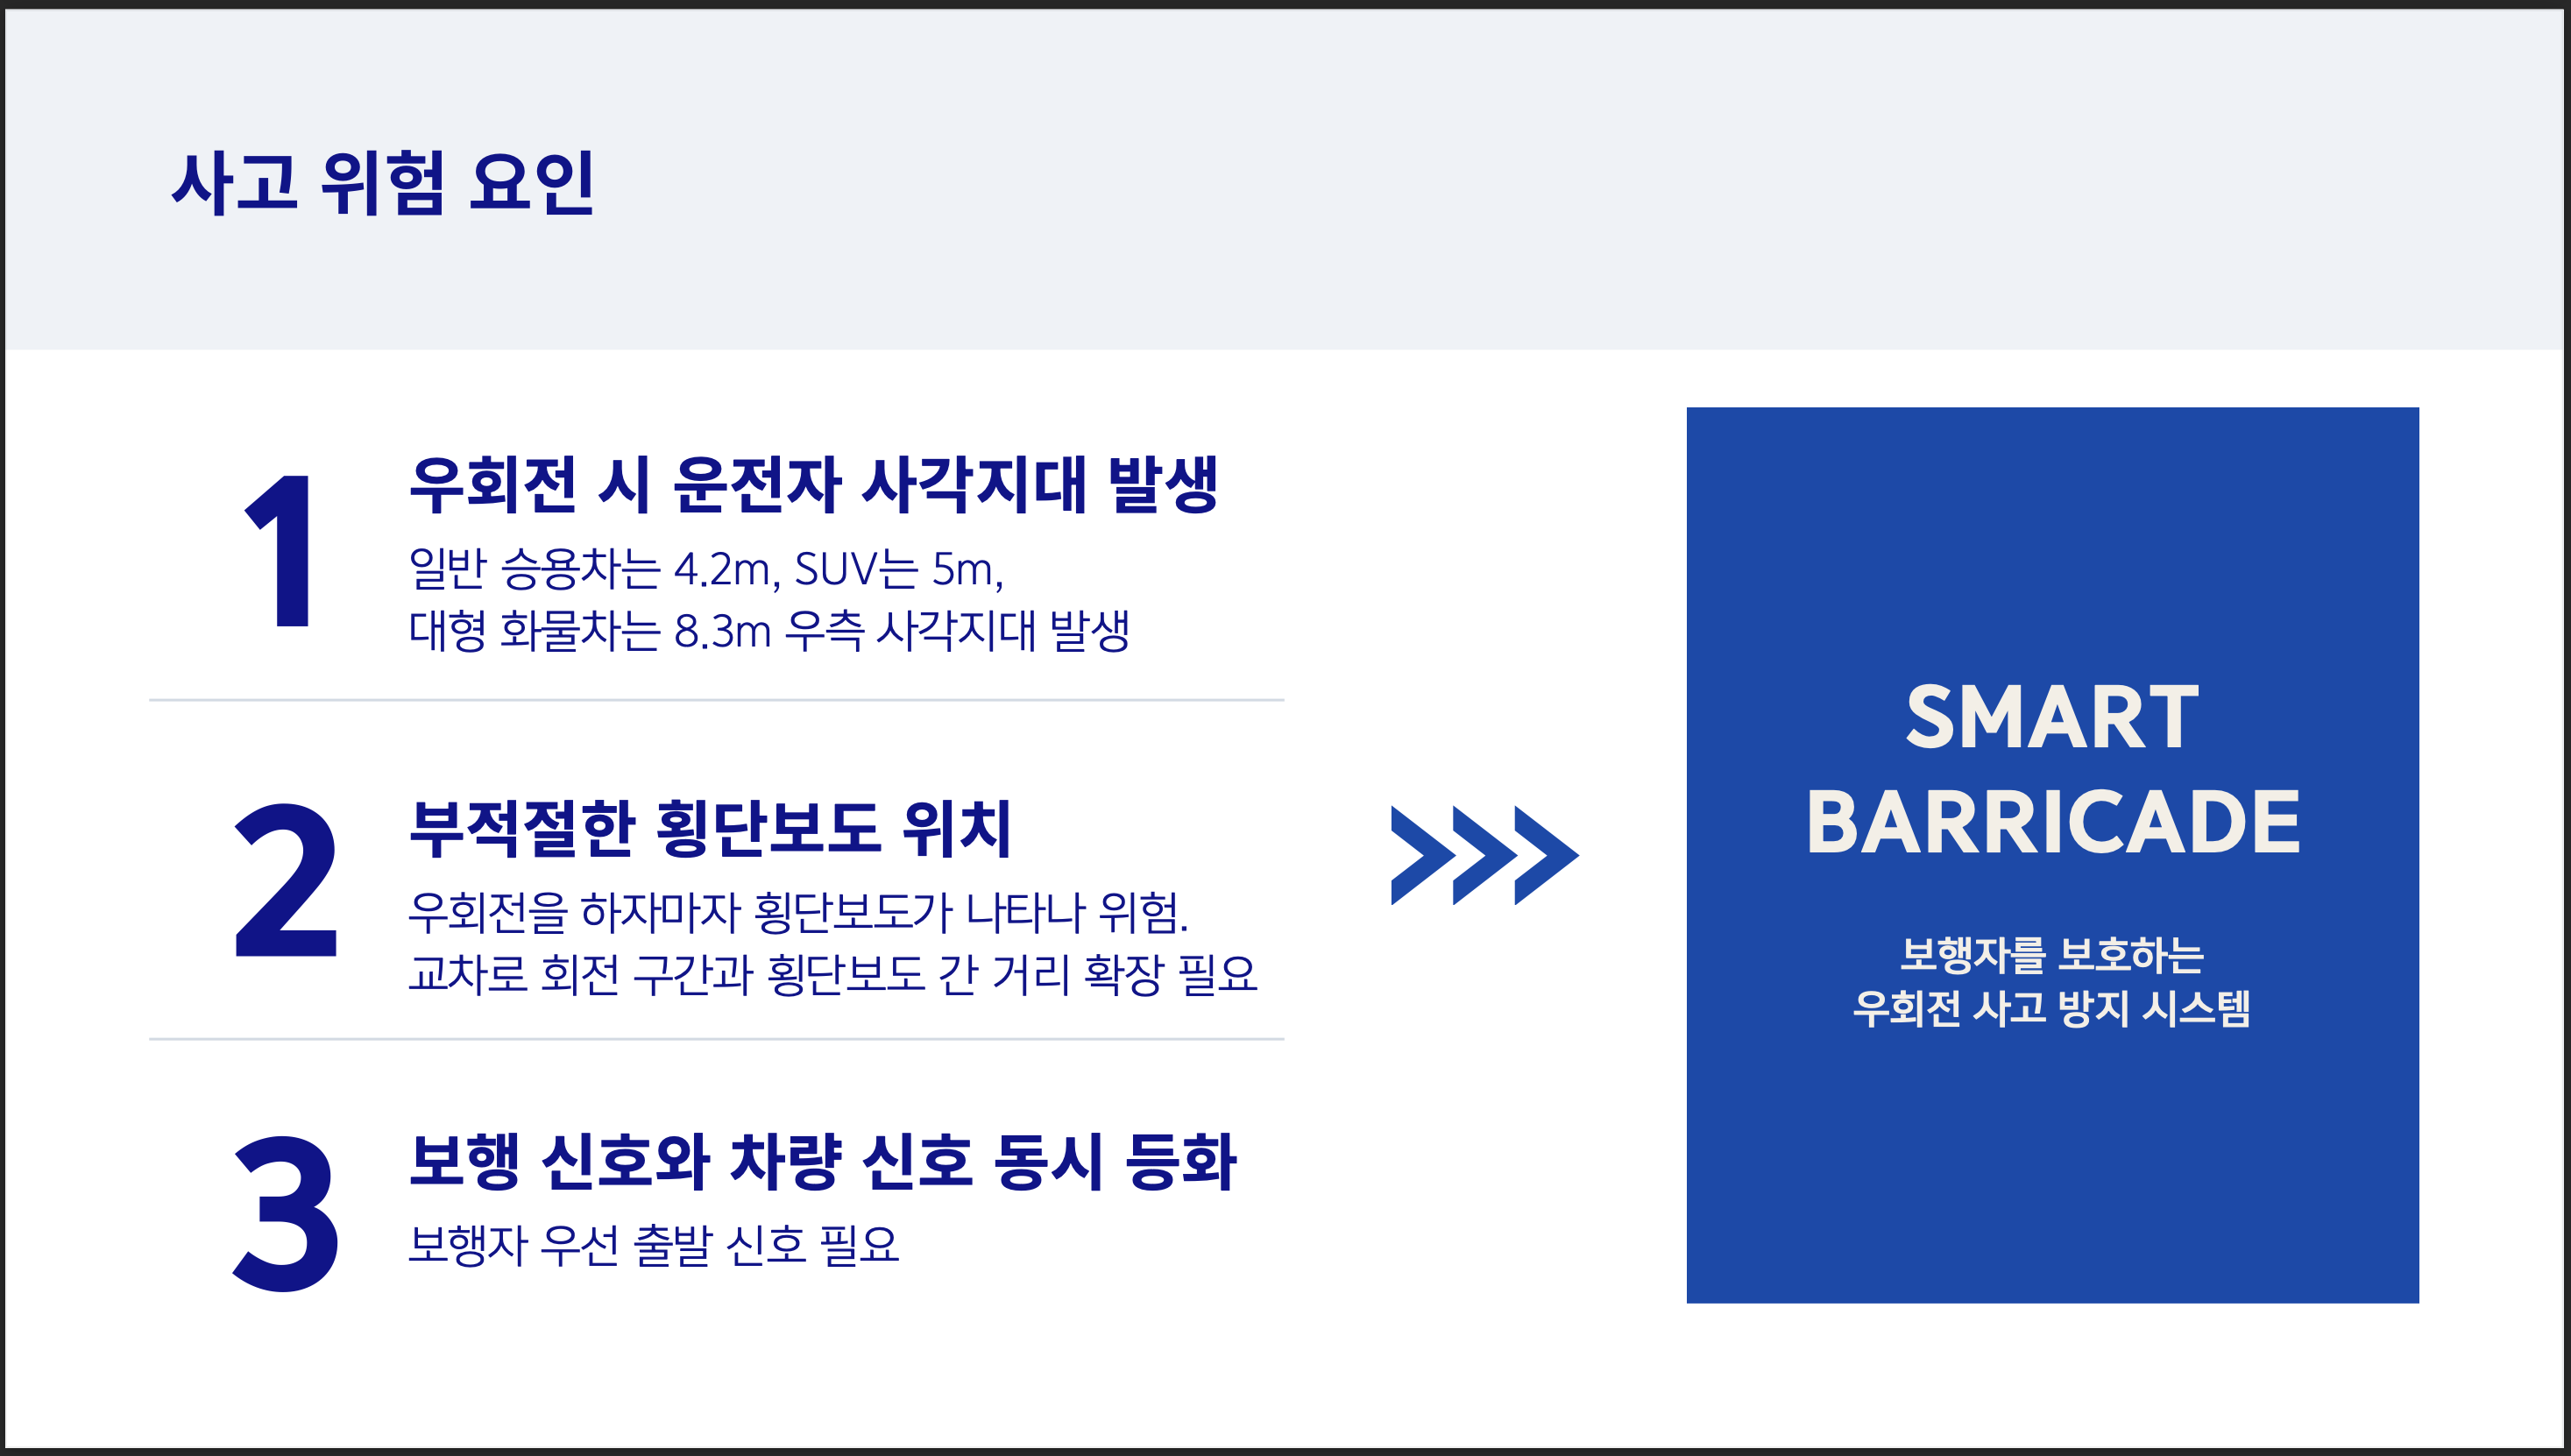 사고 위험 요인
1
우회전 시 운전자 사각지대 발생
일반 승용차는 4.2m, SUV는 5m,
대형 화물차는 8.3m 우측 사각지대 발생
2
부적절한 횡단보도 위치
우회전을 하자마자 횡단보도가 나타나 위험.
교차로 회전 구간과 횡단보도 간 거리 확장 필요
3
보행 신호와 차량 신호 동시 등화
보행자 우선 출발 신호 필요
SMART
BARRICADE
보행자를 보호하는
우회전 사고 방지 시스템